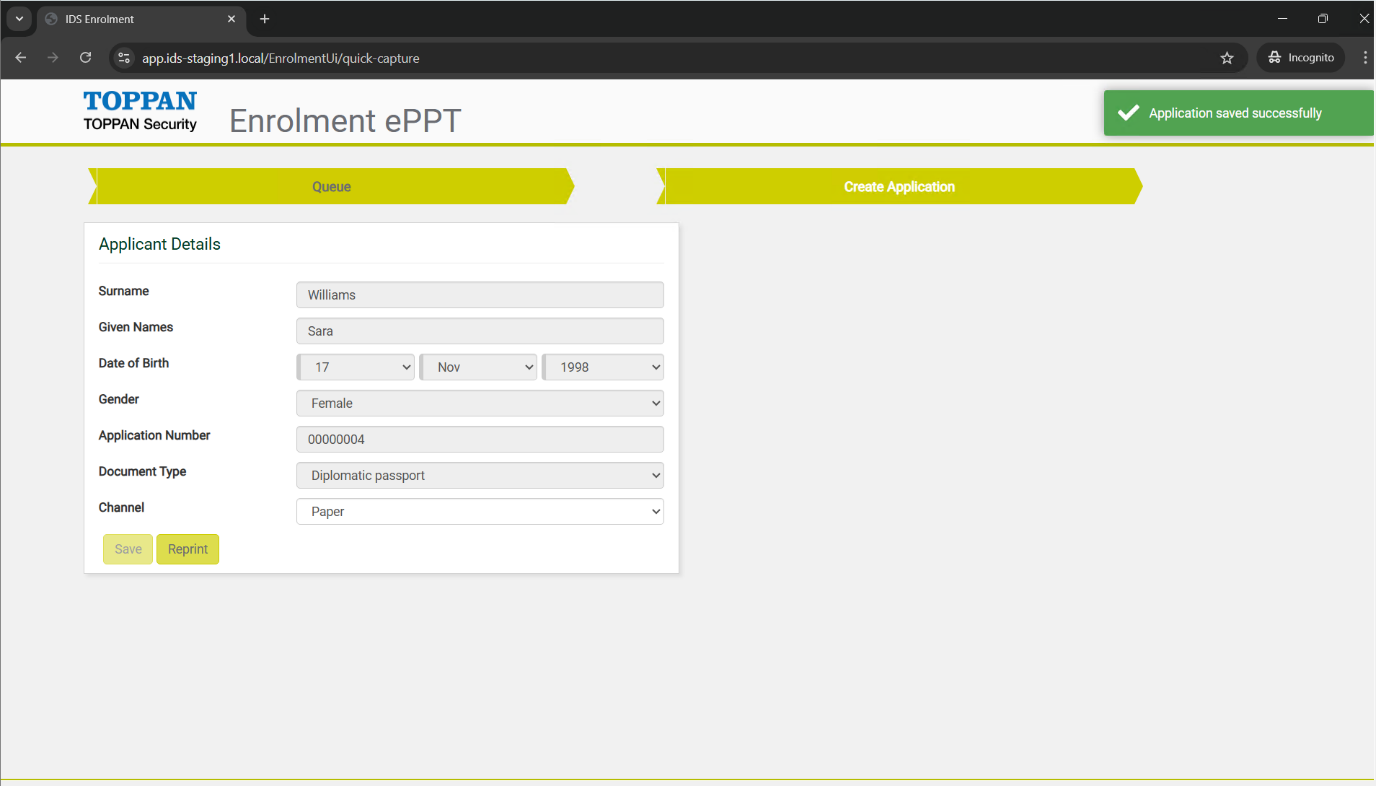 IDS Enrolment
app.ids-staging1.local/EnrolmentUi/quick-capture
Incognito
TOPPAN
TOPPAN Security
Enrolment ePPT
Application saved successfully
Queue
Create Application
Applicant Details
Surname
Williams
Given Names
Sara
Date of Birth
17 Nov 1998
Gender
Female
Application Number
00000004
Document Type
Diplomatic passport
Channel
Paper
Save Reprint